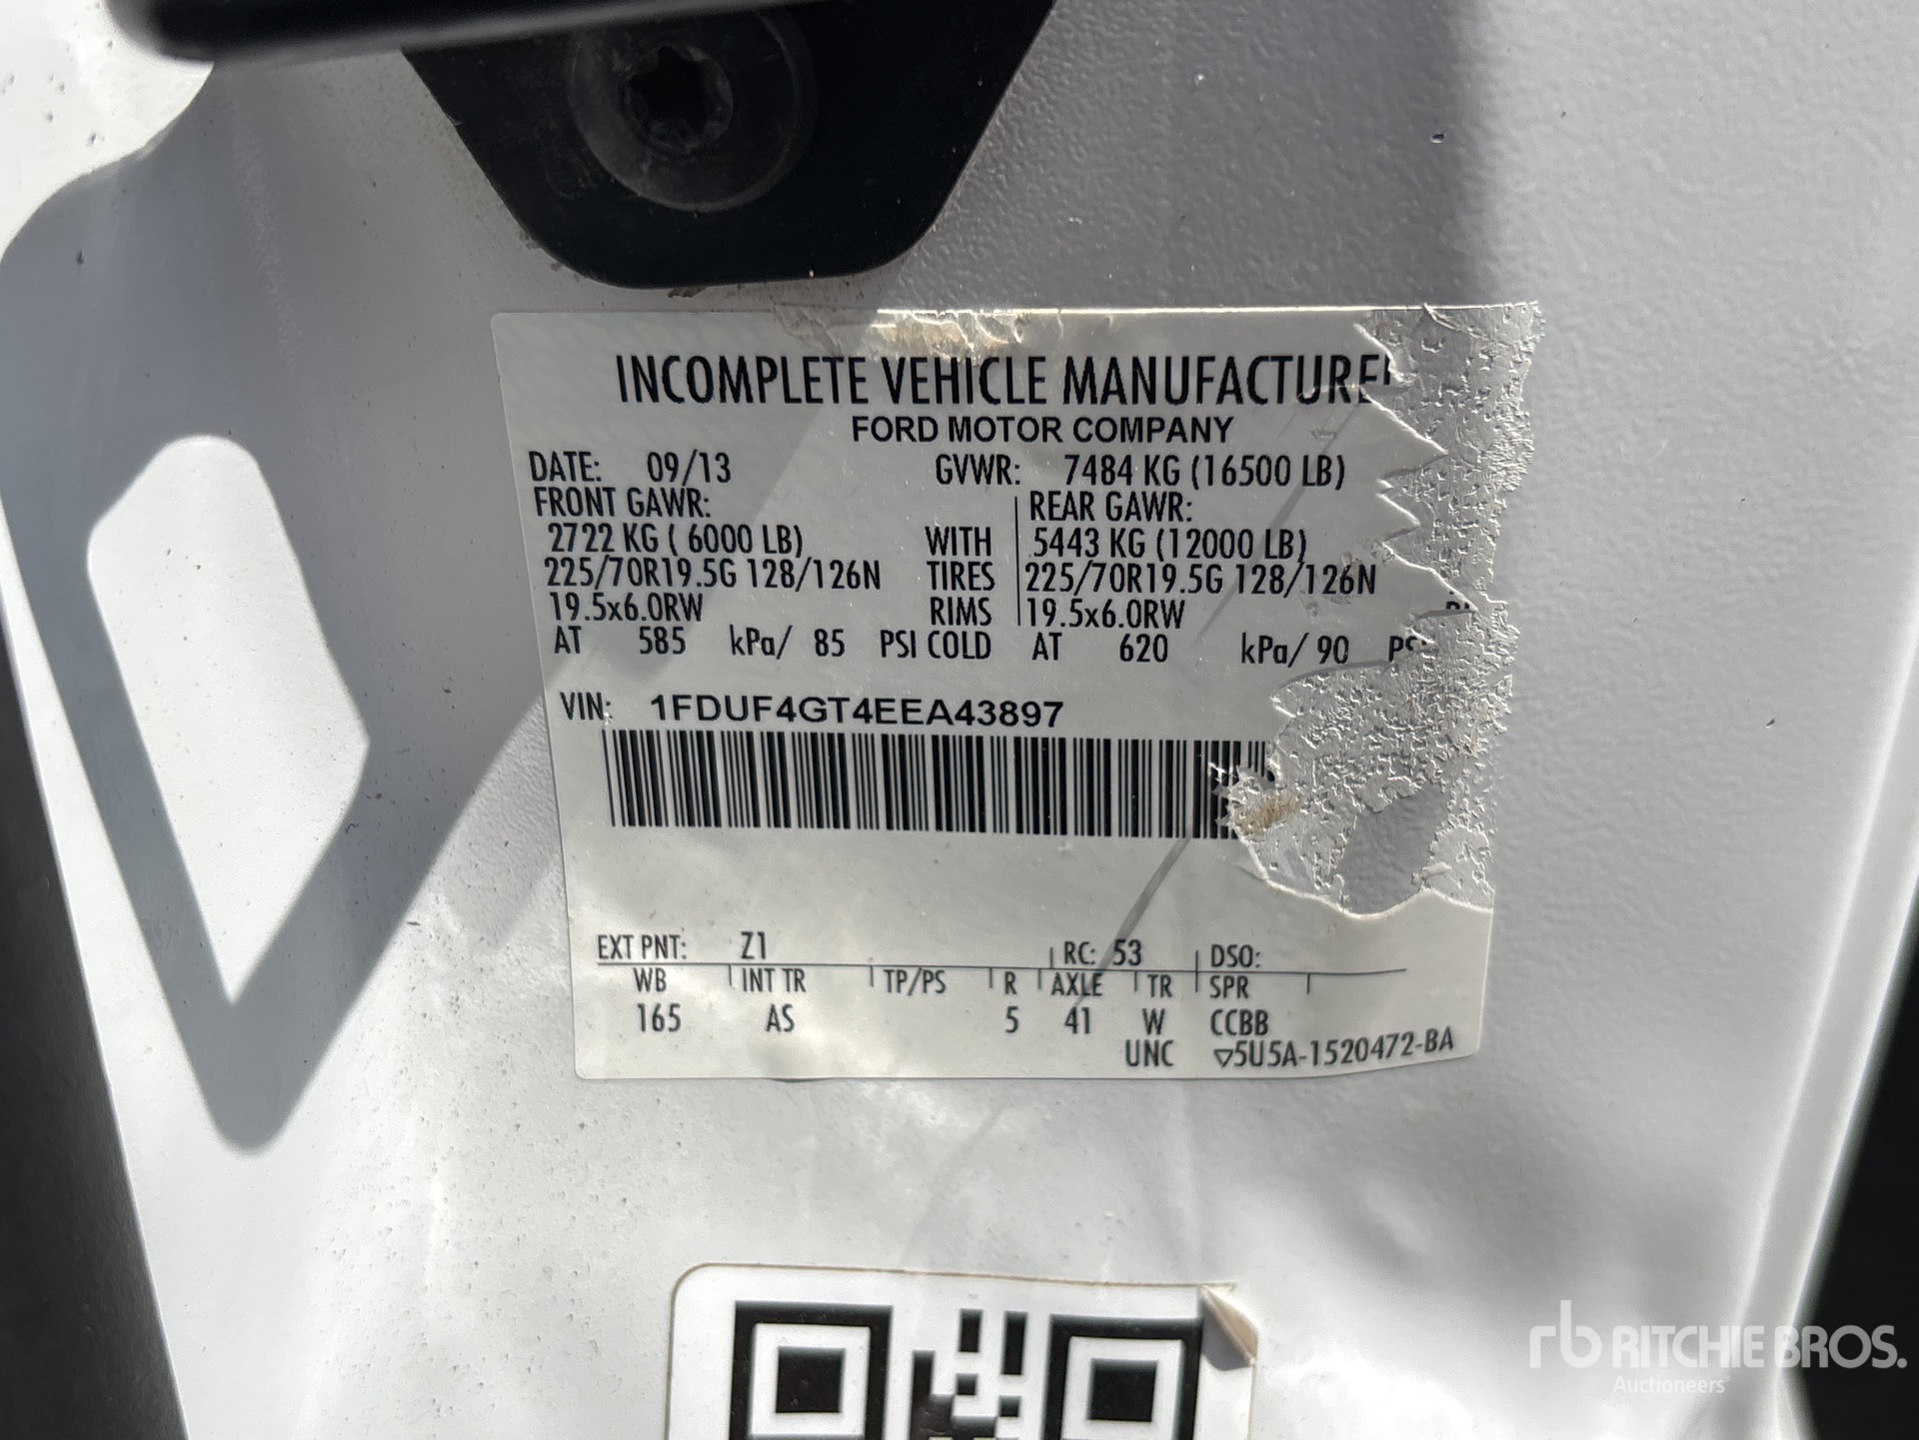 INCOMPLETE VEHICLE MANUFACTURE
FORD MOTOR COMPANY
DATE: 09/13 GVWR: 7484 KG (16500 LB)
FRONT GAWR: REAR GAWR:
2722 KG ( 6000 LB) WITH 5443 KG (12000 LB)
225/70R19.5G 128/126N TIRES 225/70R19.5G 128/126N
19.5x6.0RW RIMS 19.5x6.0RW
AT 585 kPa/ 85 PSI COLD AT 620 kPa/ 90 PS
VIN: 1FDUF4GT4EEA43897
EXT PNT: Z1 RC: 53 DSO:
WB INT TR TP/PS R AXLE TR SPR
165 AS 5 41 W CCBB
UNC ▽5U5A-1520472-BA
rb RITCHIE BROS.
Auctioneers